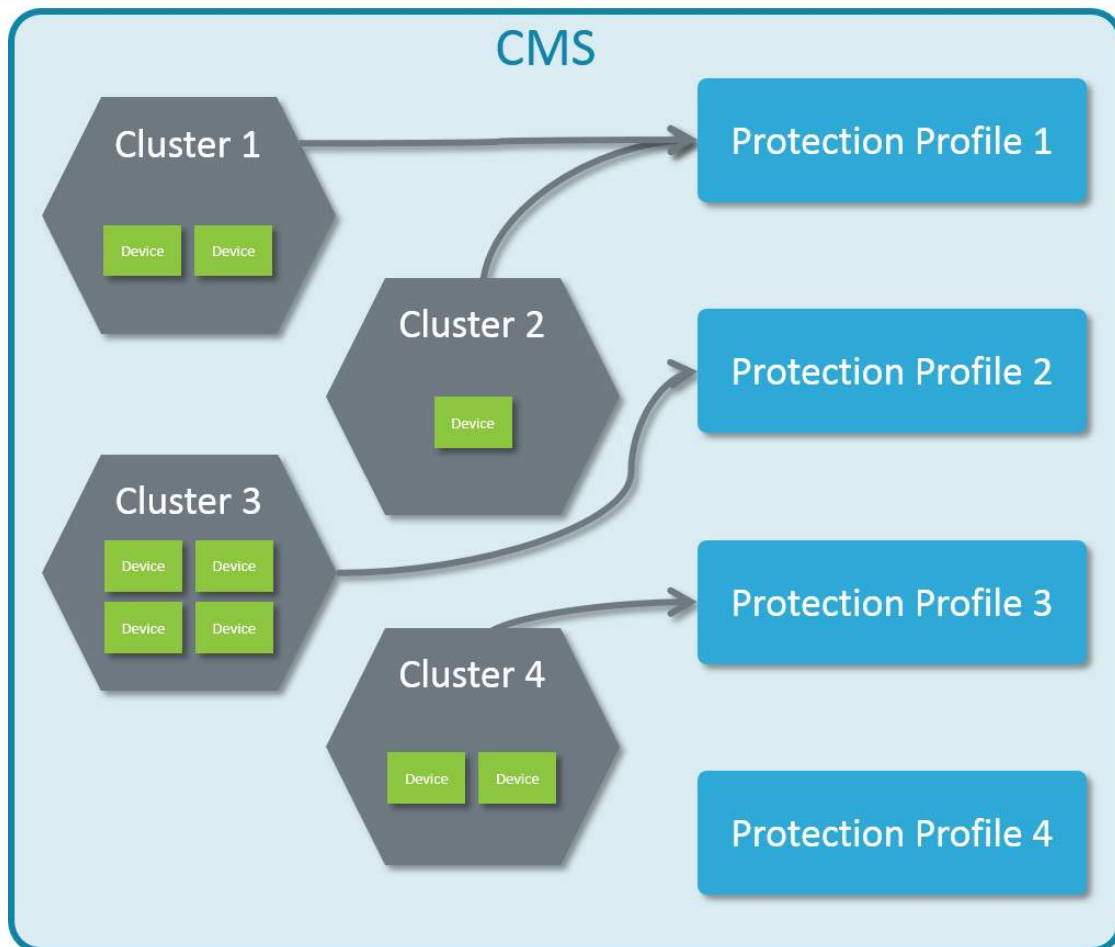 CMS
Cluster 1
Device Device
Protection Profile 1
Cluster 2
Device
Protection Profile 2
Cluster 3
Device Device
Device Device
Protection Profile 3
Cluster 4
Device Device
Protection Profile 4